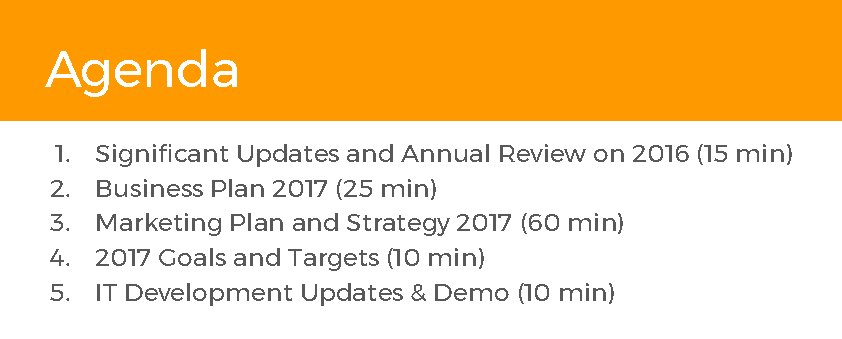 Agenda
1. Significant Updates and Annual Review on 2016 (15 min)
2. Business Plan 2017 (25 min)
3. Marketing Plan and Strategy 2017 (60 min)
4. 2017 Goals and Targets (10 min)
5. IT Development Updates & Demo (10 min)